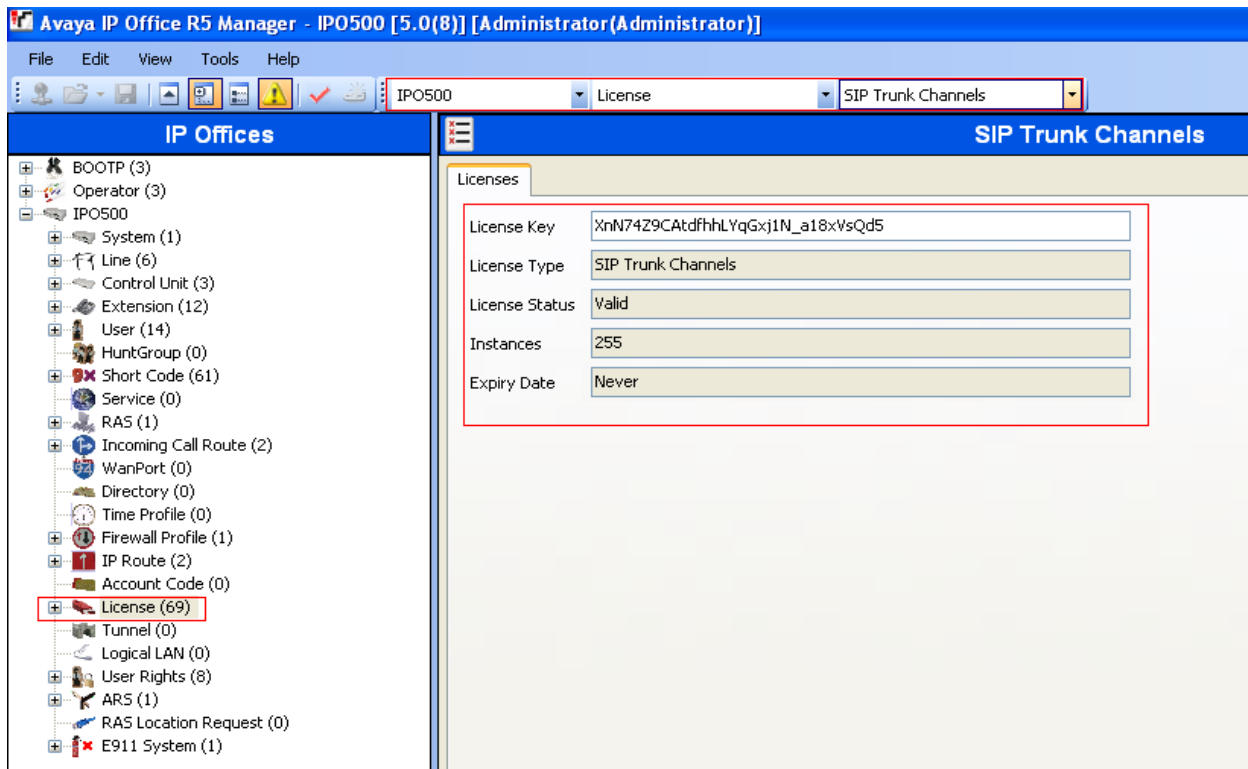 Avaya IP Office R5 Manager - IPO500 [5.0(8)] [Administrator(Administrator)]
File Edit View Tools Help
IPO500 License SIP Trunk Channels
IP Offices
BOOTP (3)
Operator (3)
IPO500
System (1)
Line (6)
Control Unit (3)
Extension (12)
User (14)
HuntGroup (0)
Short Code (61)
Service (0)
RAS (1)
Incoming Call Route (2)
WanPort (0)
Directory (0)
Time Profile (0)
Firewall Profile (1)
IP Route (2)
Account Code (0)
License (69)
Tunnel (0)
Logical LAN (0)
User Rights (8)
ARS (1)
RAS Location Request (0)
E911 System (1)
SIP Trunk Channels
Licenses
License Key XnN74Z9CAtdfhhLYqGxj1N_a18xVsQd5
License Type SIP Trunk Channels
License Status Valid
Instances 255
Expiry Date Never